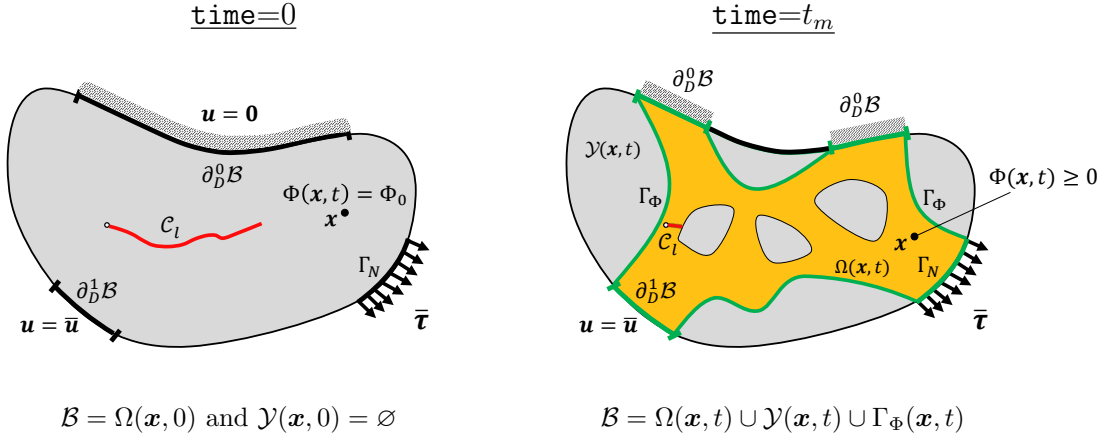 time=0
time=t_m
u = 0
∂_D^0 ℬ
Φ(x, t) = Φ_0
x
𝒞_l
Γ_N
∂_D^1 ℬ
u = ū
τ̄
∂_D^0 ℬ
∂_D^0 ℬ
𝒴(x, t)
Φ(x, t) ≥ 0
Γ_Φ
Γ_Φ
x
𝒞_l
Ω(x, t)
Γ_N
∂_D^1 ℬ
u = ū
τ̄
ℬ = Ω(x, 0) and 𝒴(x, 0) = ∅
ℬ = Ω(x, t) ∪ 𝒴(x, t) ∪ Γ_Φ(x, t)